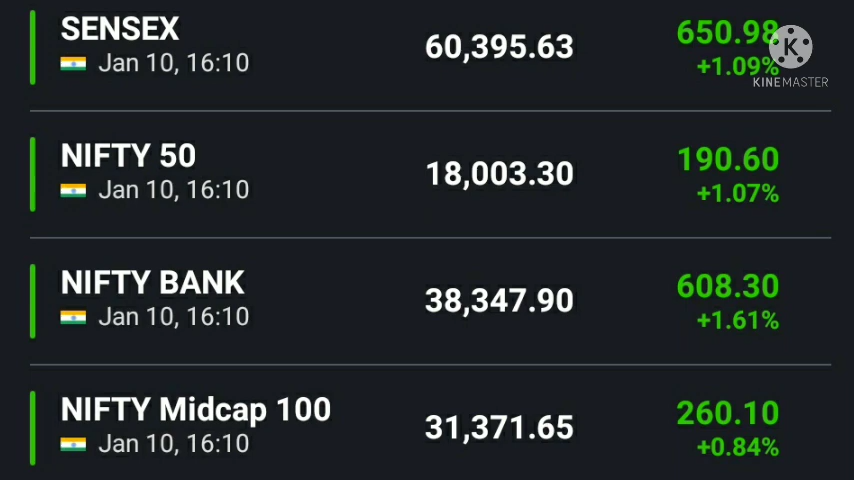 SENSEX
Jan 10, 16:10
60,395.63
650.98
+1.09%
KINEMASTER
NIFTY 50
Jan 10, 16:10
18,003.30
190.60
+1.07%
NIFTY BANK
Jan 10, 16:10
38,347.90
608.30
+1.61%
NIFTY Midcap 100
Jan 10, 16:10
31,371.65
260.10
+0.84%